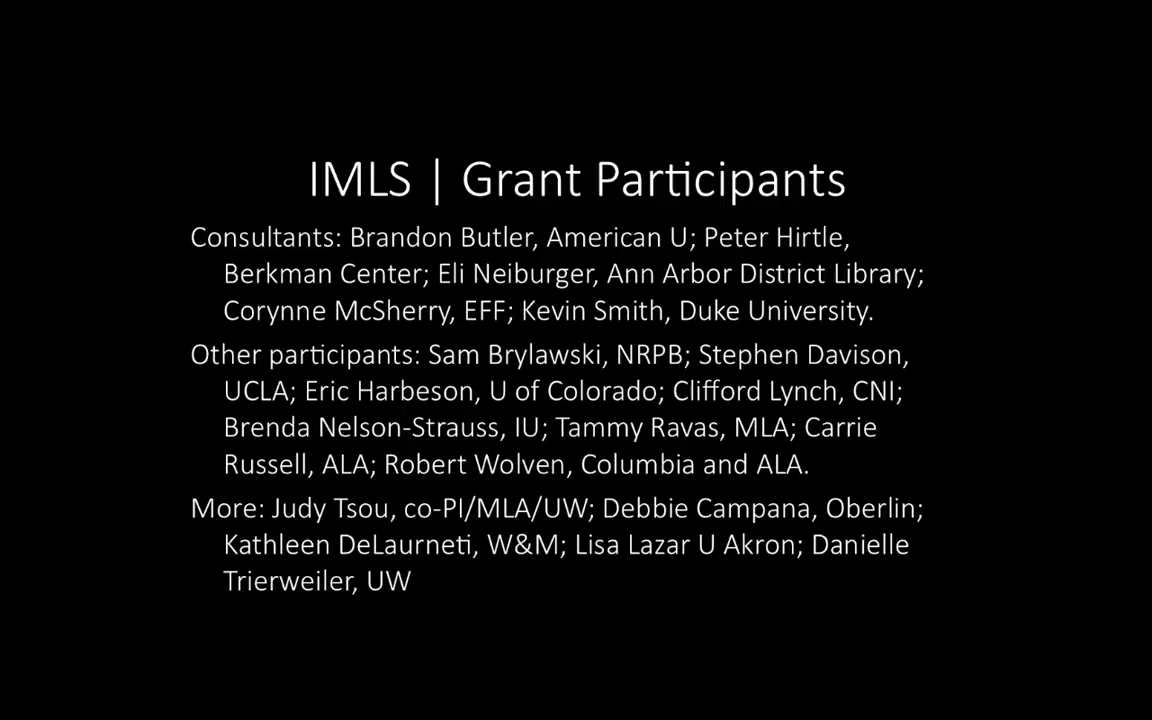 IMLS | Grant Participants
Consultants: Brandon Butler, American U; Peter Hirtle,
Berkman Center; Eli Neiburger, Ann Arbor District Library;
Corynne McSherry, EFF; Kevin Smith, Duke University.
Other participants: Sam Brylawski, NRPB; Stephen Davison,
UCLA; Eric Harbeson, U of Colorado; Clifford Lynch, CNI;
Brenda Nelson-Strauss, IU; Tammy Ravas, MLA; Carrie
Russell, ALA; Robert Wolven, Columbia and ALA.
More: Judy Tsou, co-PI/MLA/UW; Debbie Campana, Oberlin;
Kathleen DeLaurneti, W&M; Lisa Lazar U Akron; Danielle
Trierweiler, UW